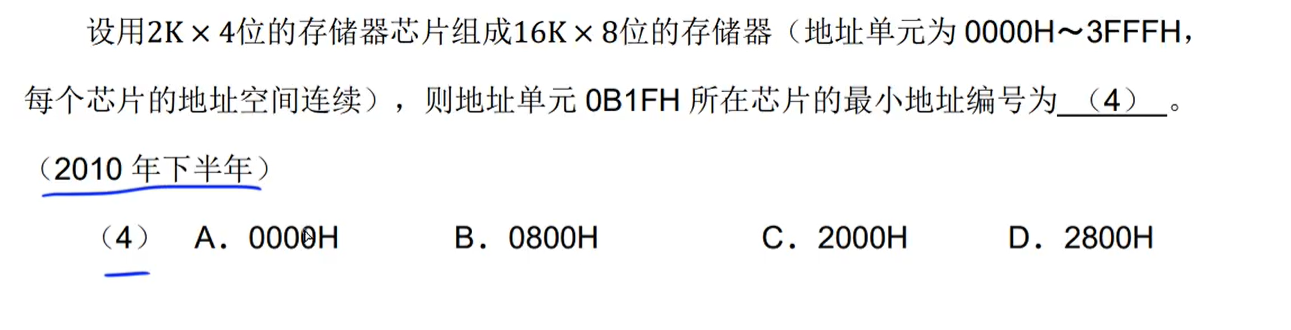 设用2K × 4位的存储器芯片组成16K × 8位的存储器（地址单元为 0000H～3FFFH，
每个芯片的地址空间连续），则地址单元 0B1FH 所在芯片的最小地址编号为 （4） 。
（2010 年下半年）
（4） A．0000H B．0800H C．2000H D．2800H